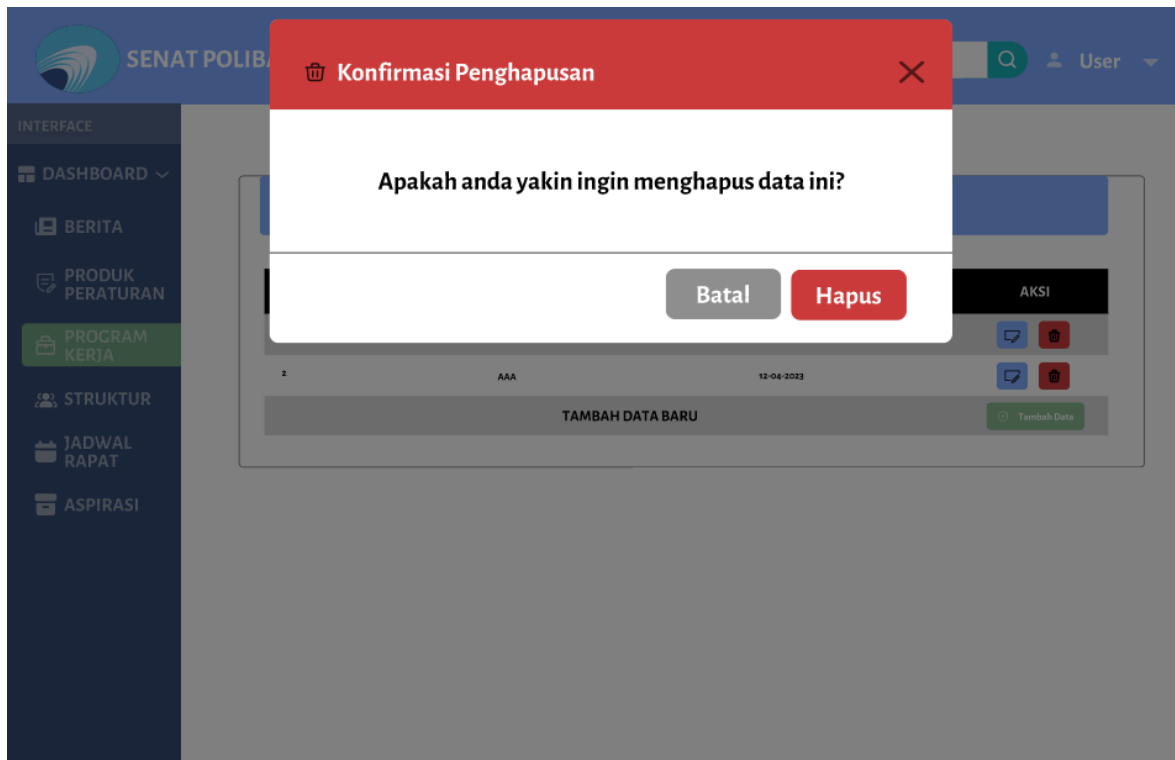 SENAT POLIBA
User
Konfirmasi Penghapusan
Apakah anda yakin ingin menghapus data ini?
Batal
Hapus
INTERFACE
DASHBOARD
BERITA
PRODUK
PERATURAN
PROGRAM
KERJA
STRUKTUR
JADWAL
RAPAT
ASPIRASI
AKSI
2 AAA 12-04-2023
TAMBAH DATA BARU Tambah Data